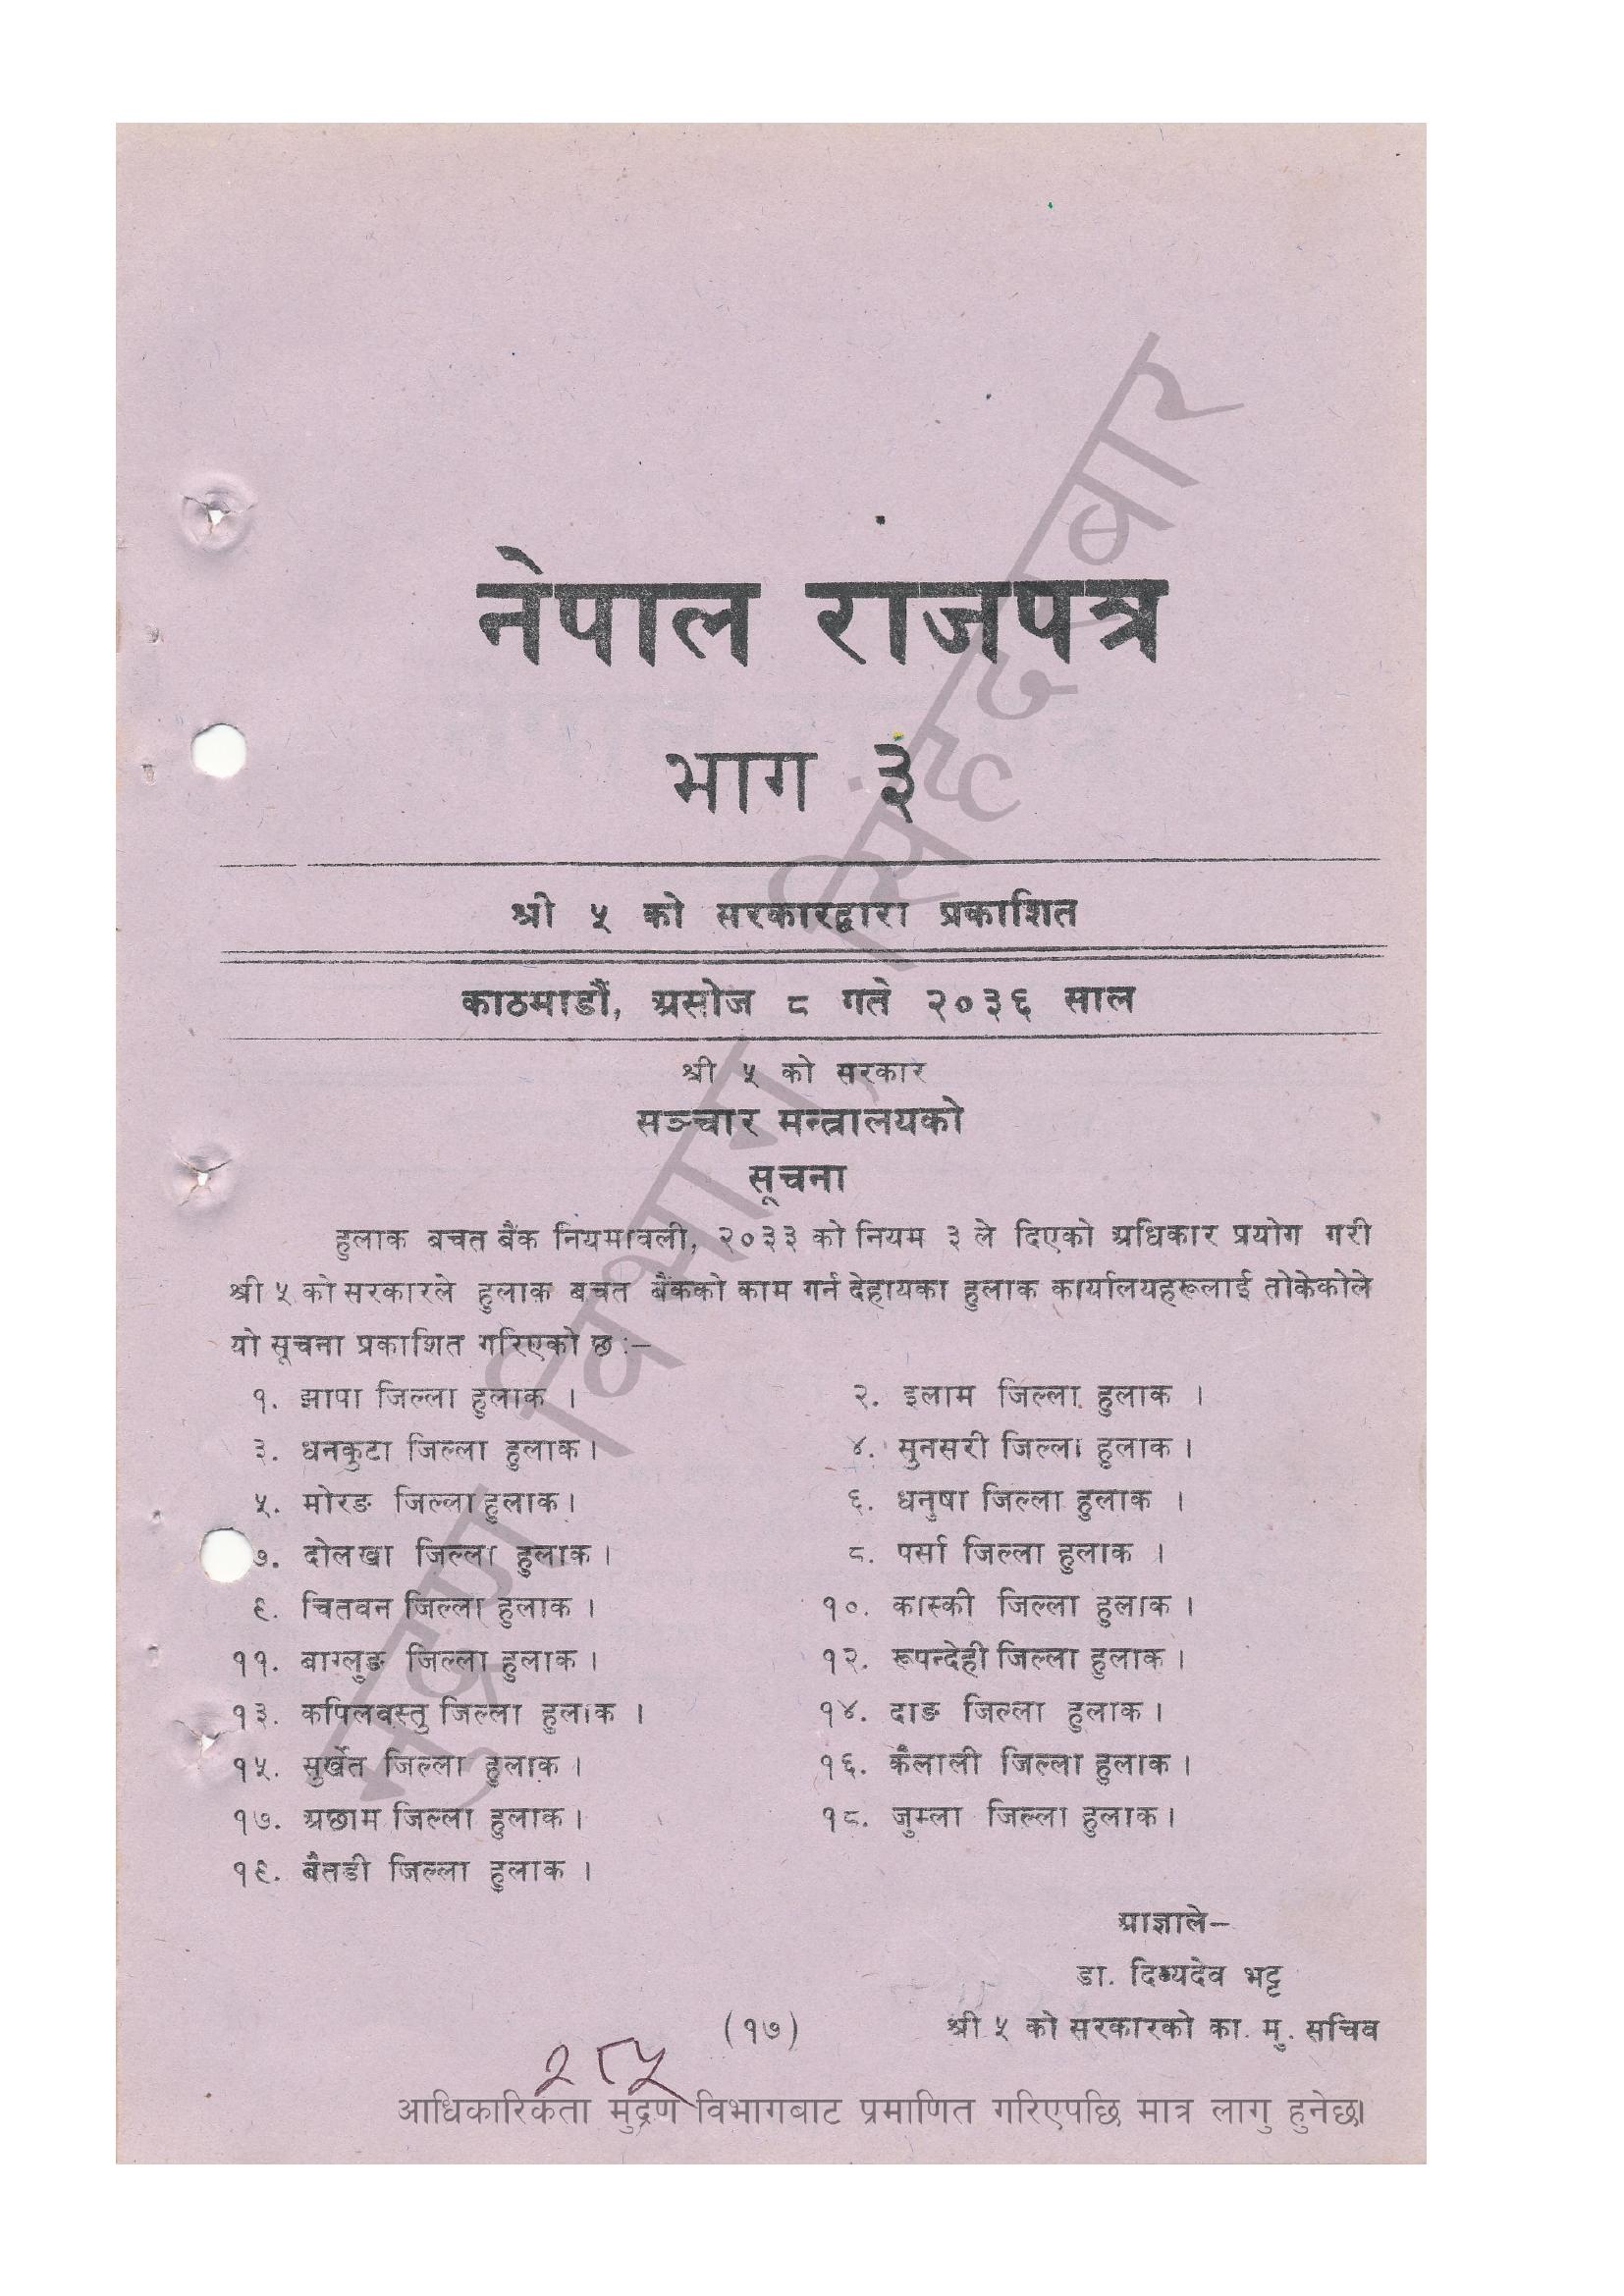 नेपाल राजपत्र
भाग ३
श्री ५ को सरकारद्वारा प्रकाशित
काठमाडौं, असोज ८ गते २०३६ साल
श्री ५ को सरकार
सञ्चार मन्त्रालयको
सूचना
हुलाक बचत बैंक नियमावली, २०३३ को नियम ३ ले दिएको अधिकार प्रयोग गरी
श्री ५ को सरकारले हुलाक बचत बैंकको काम गर्न देहायका हुलाक कार्यालयहरूलाई तोकेकोले
यो सूचना प्रकाशित गरिएको छ :–
१. झापा जिल्ला हुलाक । २. इलाम जिल्ला हुलाक ।
३. धनकुटा जिल्ला हुलाक । ४. सुनसरी जिल्ला हुलाक ।
५. मोरङ जिल्ला हुलाक । ६. धनुषा जिल्ला हुलाक ।
७. दोलखा जिल्ला हुलाक । ८. पर्सा जिल्ला हुलाक ।
९. चितवन जिल्ला हुलाक । १०. कास्की जिल्ला हुलाक ।
११. बाग्लुङ जिल्ला हुलाक । १२. रूपन्देही जिल्ला हुलाक ।
१३. कपिलवस्तु जिल्ला हुलाक । १४. दाङ जिल्ला हुलाक ।
१५. सुर्खेत जिल्ला हुलाक । १६. कैलाली जिल्ला हुलाक ।
१७. अछाम जिल्ला हुलाक । १८. जुम्ला जिल्ला हुलाक ।
१९. बैतडी जिल्ला हुलाक ।
आज्ञाले–
डा. दिव्यदेव भट्ट
(१७) श्री ५ को सरकारको का. मु. सचिव
२८५
आधिकारिकता मुद्रण विभागबाट प्रमाणित गरिएपछि मात्र लागु हुनेछ।
मुद्रण विभाग, सिंहदरबार